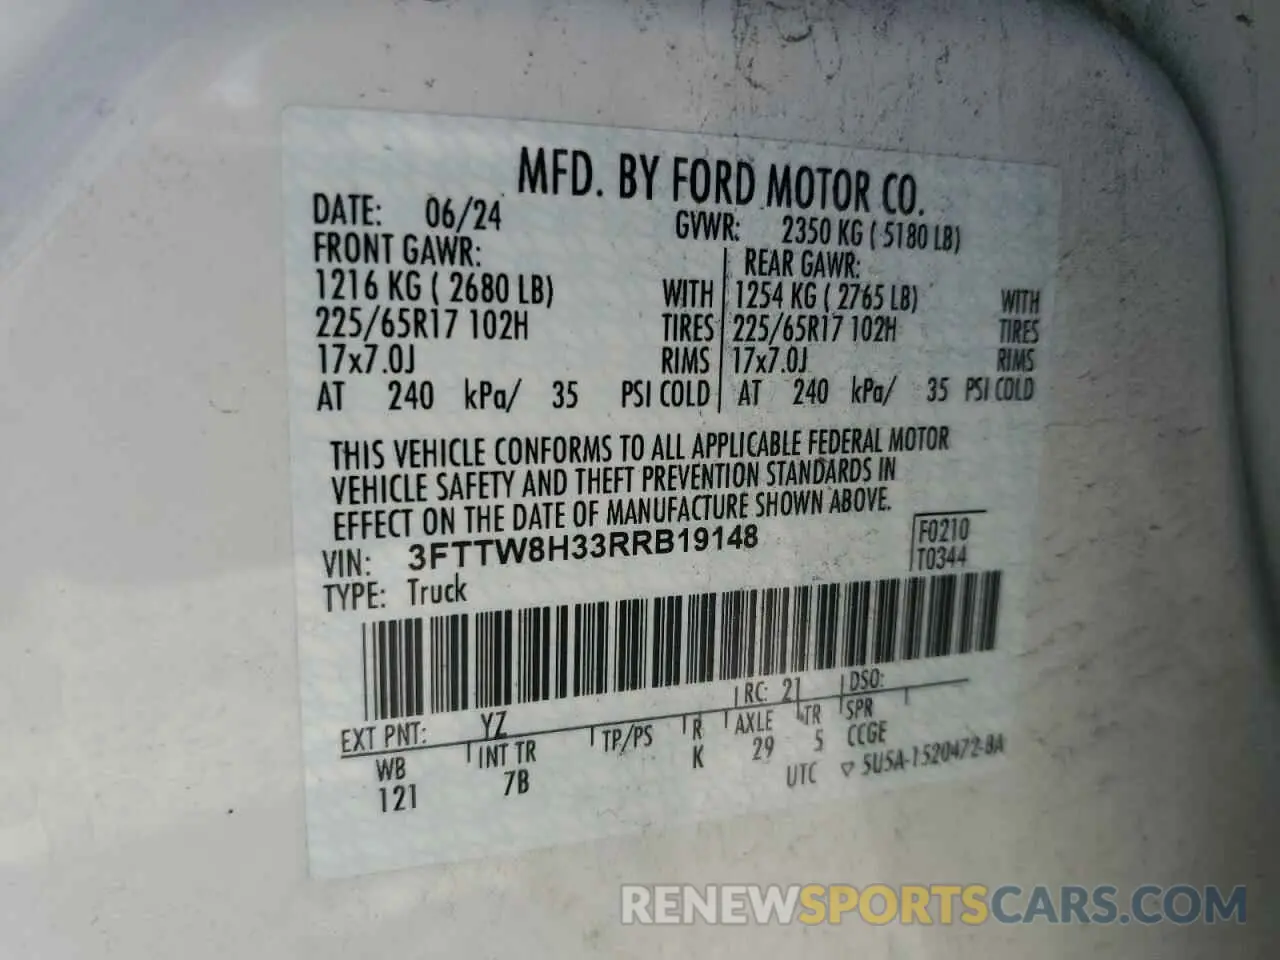 MFD. BY FORD MOTOR CO.
DATE: 06/24 GVWR: 2350 KG ( 5180 LB)
FRONT GAWR: REAR GAWR:
1216 KG ( 2680 LB) WITH 1254 KG ( 2765 LB) WITH
225/65R17 102H TIRES 225/65R17 102H TIRES
17x7.0J RIMS 17x7.0J RIMS
AT 240 kPa/ 35 PSI COLD AT 240 kPa/ 35 PSI COLD
THIS VEHICLE CONFORMS TO ALL APPLICABLE FEDERAL MOTOR
VEHICLE SAFETY AND THEFT PREVENTION STANDARDS IN
EFFECT ON THE DATE OF MANUFACTURE SHOWN ABOVE.
VIN: 3FTTW8H33RRB19148 F0210
TYPE: Truck T0344
EXT PNT: YZ RC: 21 DSO:
WB INT TR TP/PS R AXLE TR SPR
121 7B K 29 5 CCGE
UTC ▽ 5U5A-1520472-BA
RENEWSPORTSCARS.COM